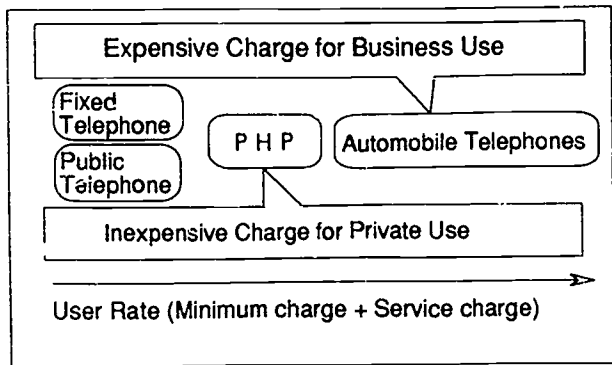 Expensive Charge for Business Use
Fixed
Telephone
Public
Telephone
P H P
Automobile Telephones
Inexpensive Charge for Private Use
User Rate (Minimum charge + Service charge)